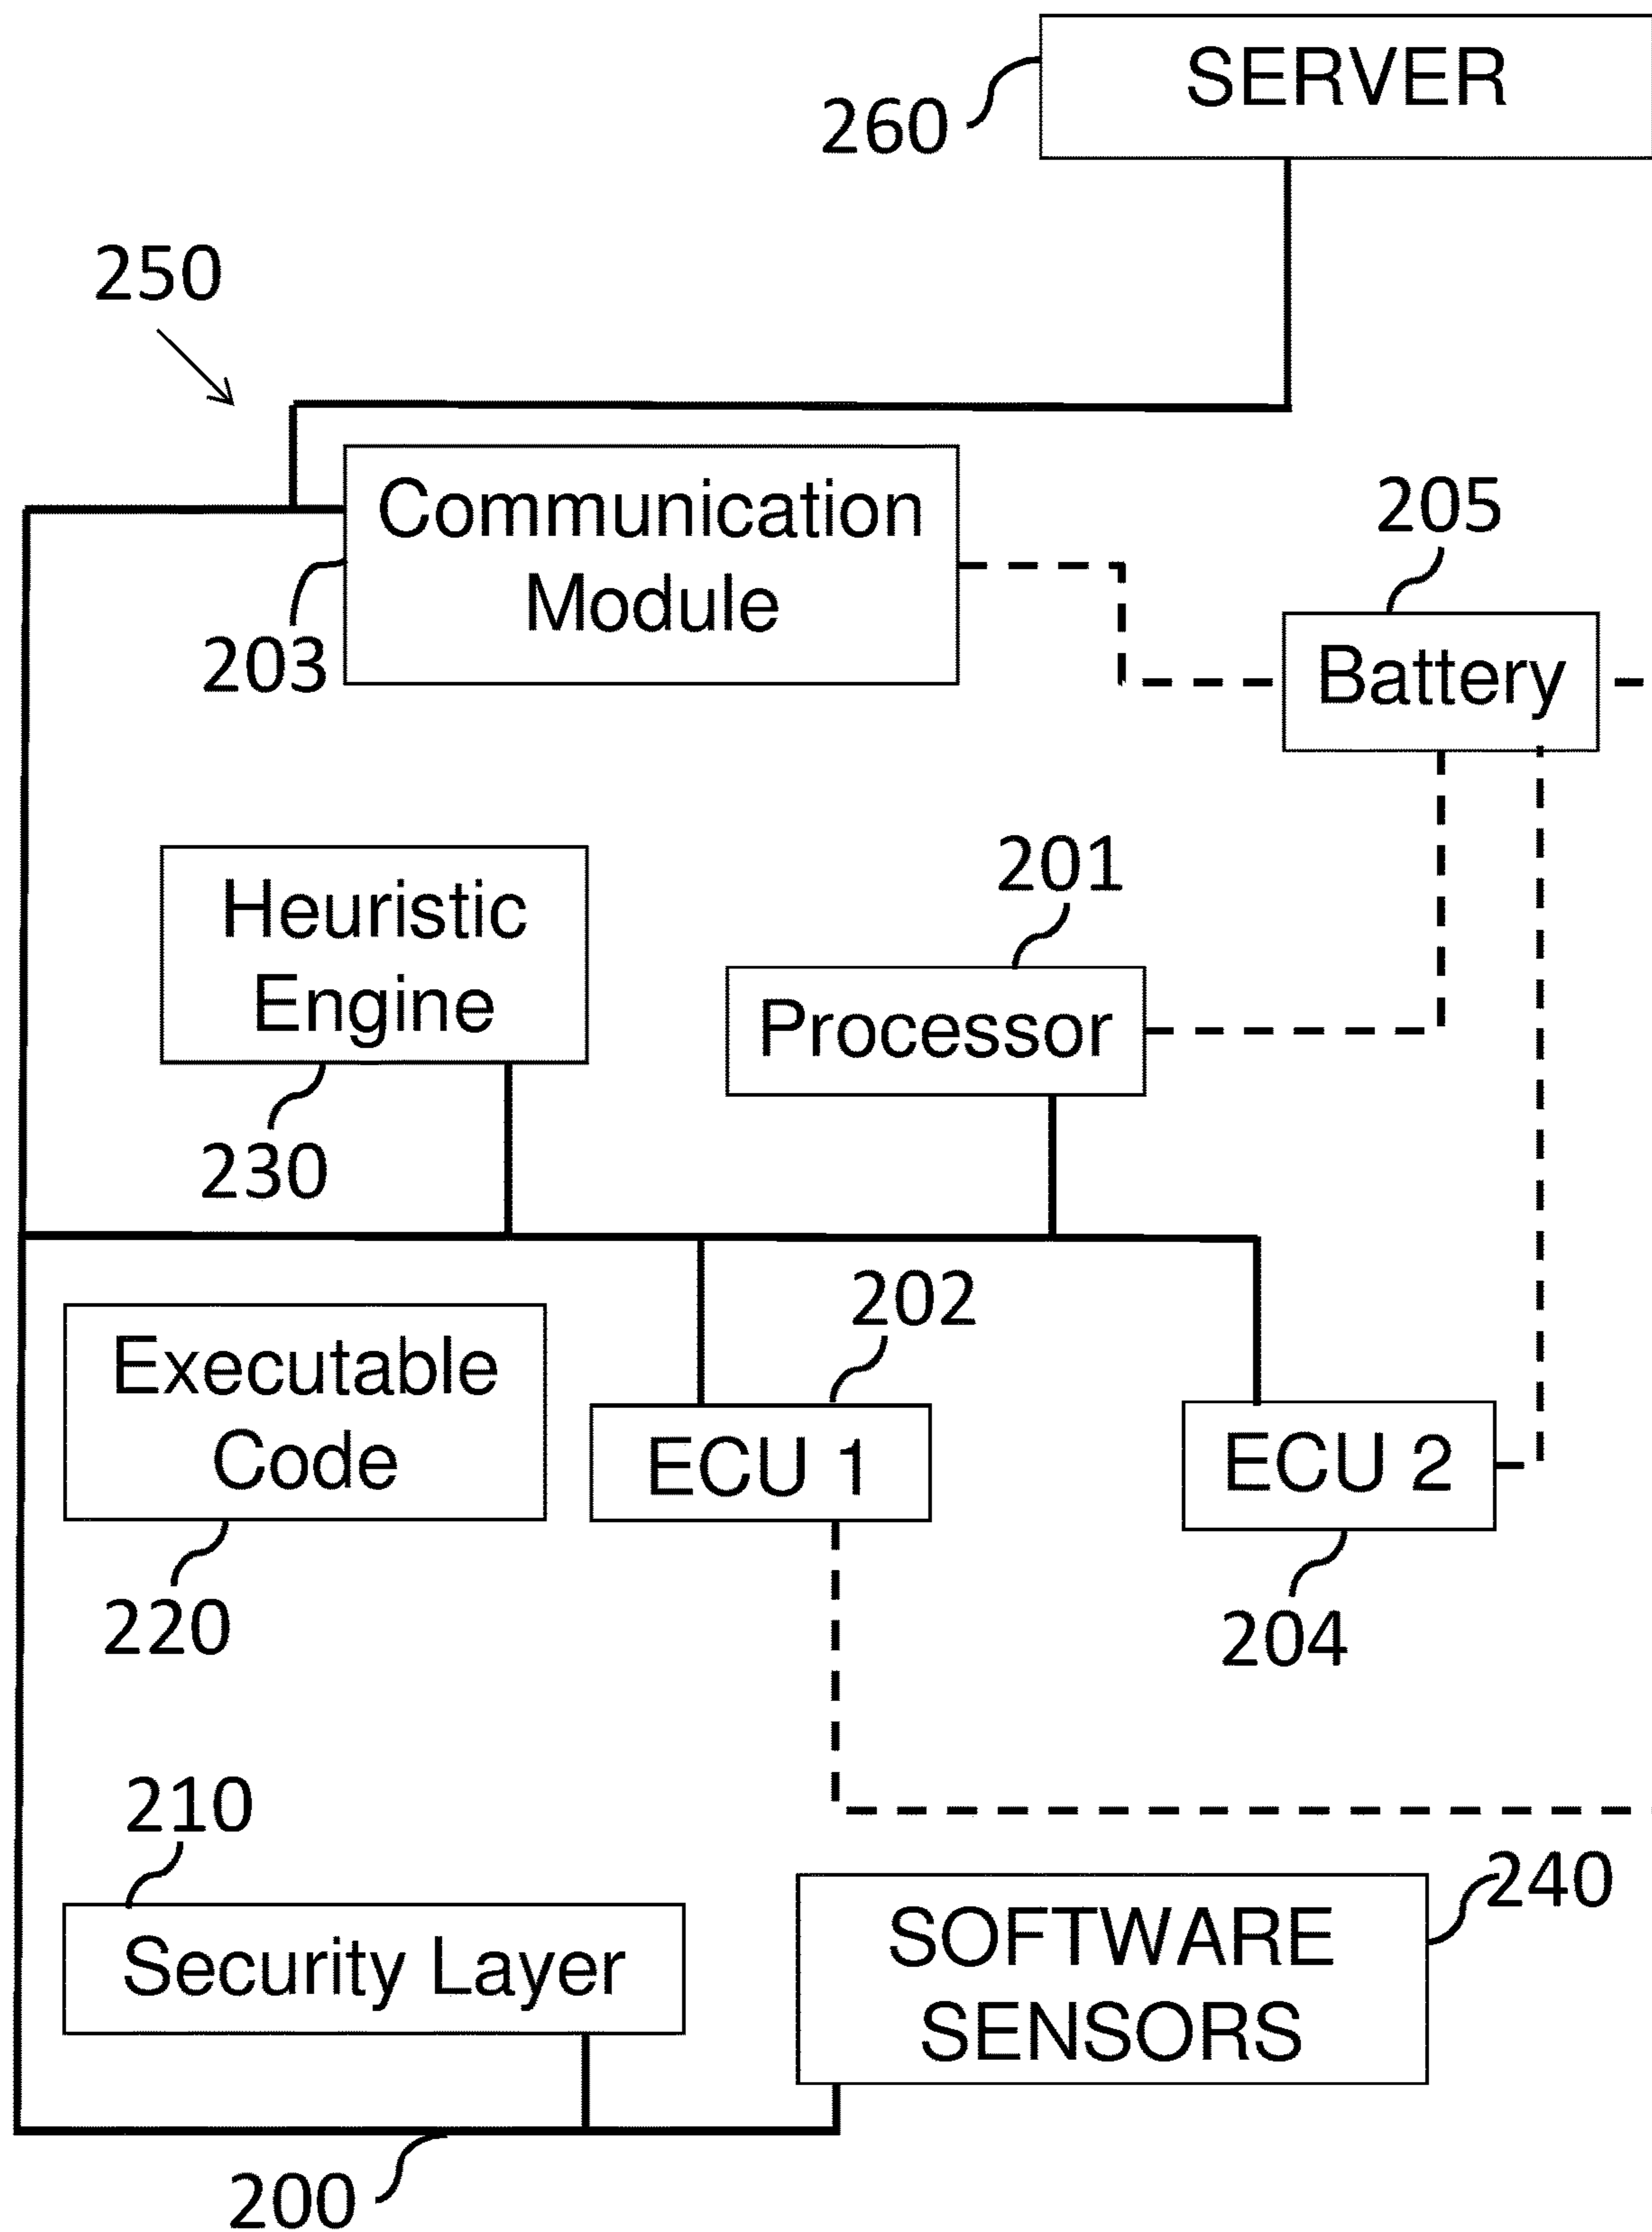 SERVER
260
250
Communication
Module
203
205
Battery
201
Heuristic
Engine
Processor
230
202
Executable
Code
ECU 1
ECU 2
220
204
210
240
Security Layer
SOFTWARE
SENSORS
200